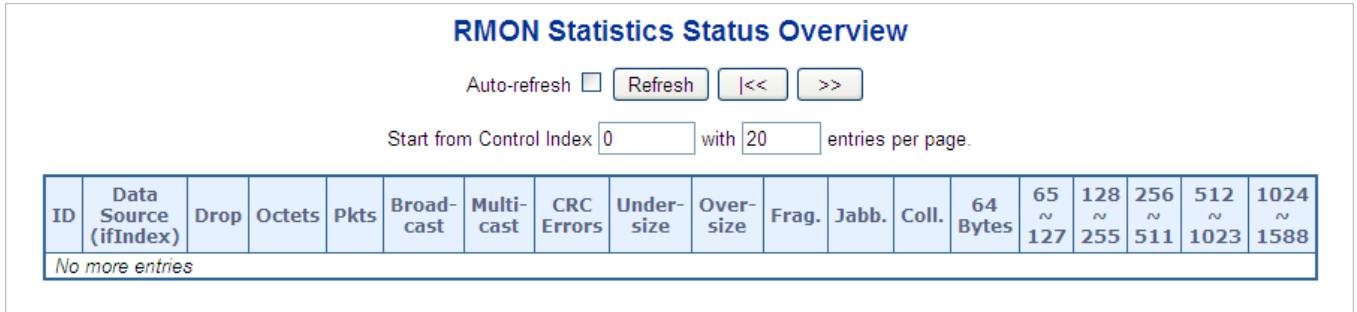 RMON Statistics Status Overview
Auto-refresh Refresh |<< >>
Start from Control Index 0 with 20 entries per page.
ID Data Source (ifIndex) Drop Octets Pkts Broad-cast Multi-cast CRC Errors Under-size Over-size Frag. Jabb. Coll. 64 Bytes 65 ~ 127 128 ~ 255 256 ~ 511 512 ~ 1023 1024 ~ 1588
No more entries